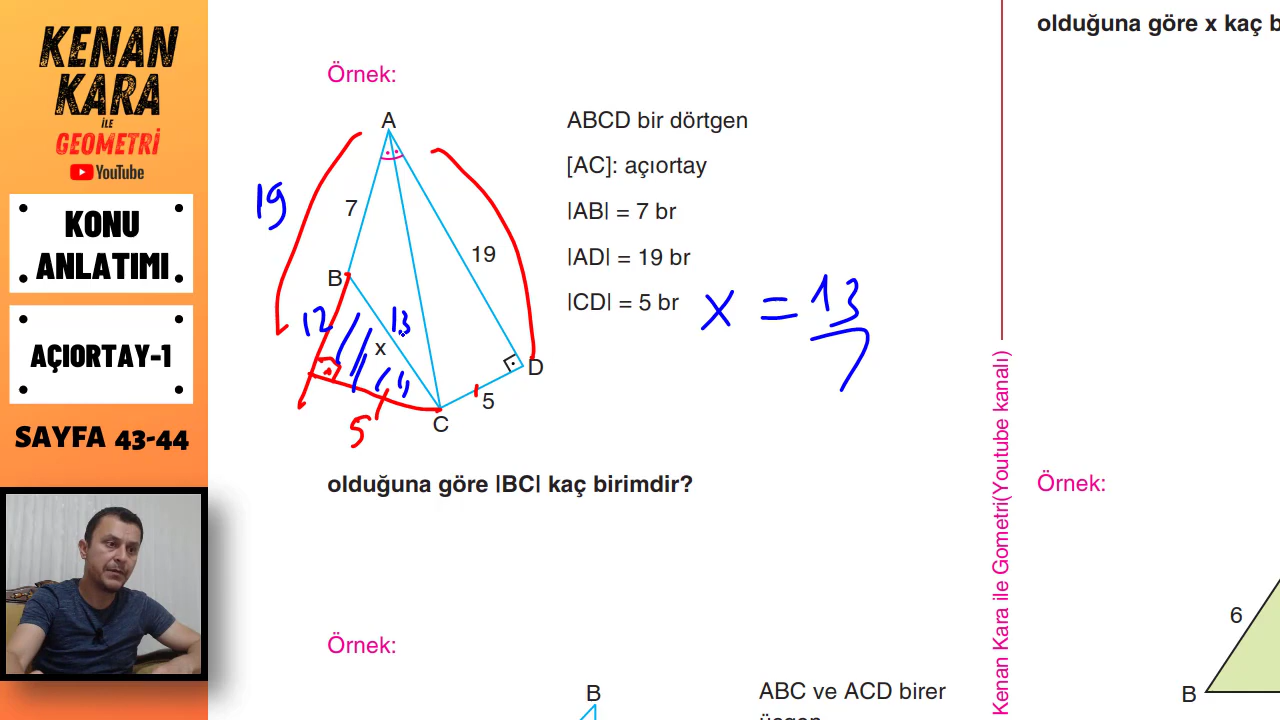 KENAN
KARA
İLE
GEOMETRİ
YouTube
KONU
ANLATIMI
AÇIORTAY-1
SAYFA 43-44
Örnek:
A
7
19
19
B
12
13
x
D
5
5
C
ABCD bir dörtgen
[AC]: açıortay
|AB| = 7 br
|AD| = 19 br
|CD| = 5 br
x = 13
olduğuna göre |BC| kaç birimdir?
Örnek:
B
ABC ve ACD birer
üçgen
Kenan Kara ile Gometri(Youtube kanalı)
olduğuna göre x kaç b
Örnek:
6
B